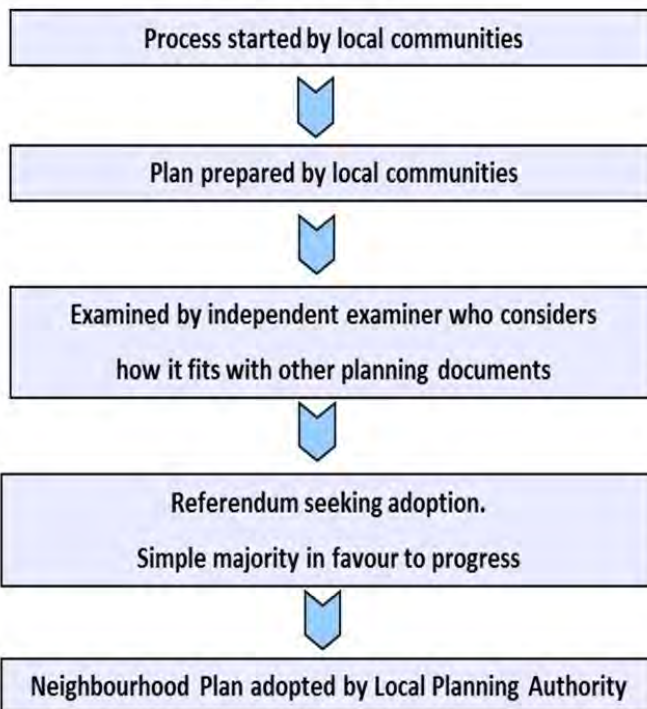 Process started by local communities
Plan prepared by local communities
Examined by independent examiner who considers
how it fits with other planning documents
Referendum seeking adoption.
Simple majority in favour to progress
Neighbourhood Plan adopted by Local Planning Authority